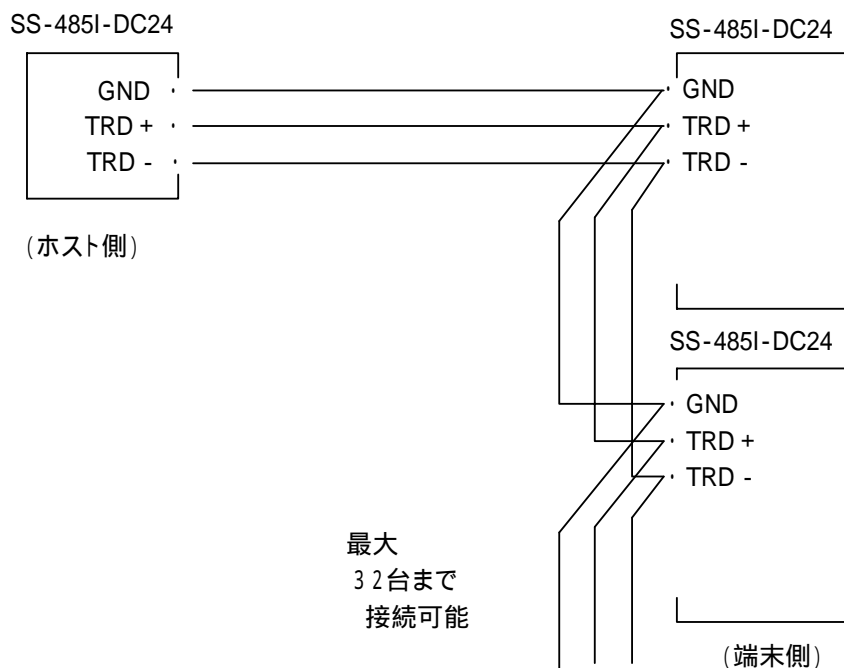 SS-485I-DC24
GND
TRD +
TRD -
(ホスト側)
SS-485I-DC24
GND
TRD +
TRD -
SS-485I-DC24
GND
TRD +
TRD -
最大
32台まで
接続可能
(端末側)